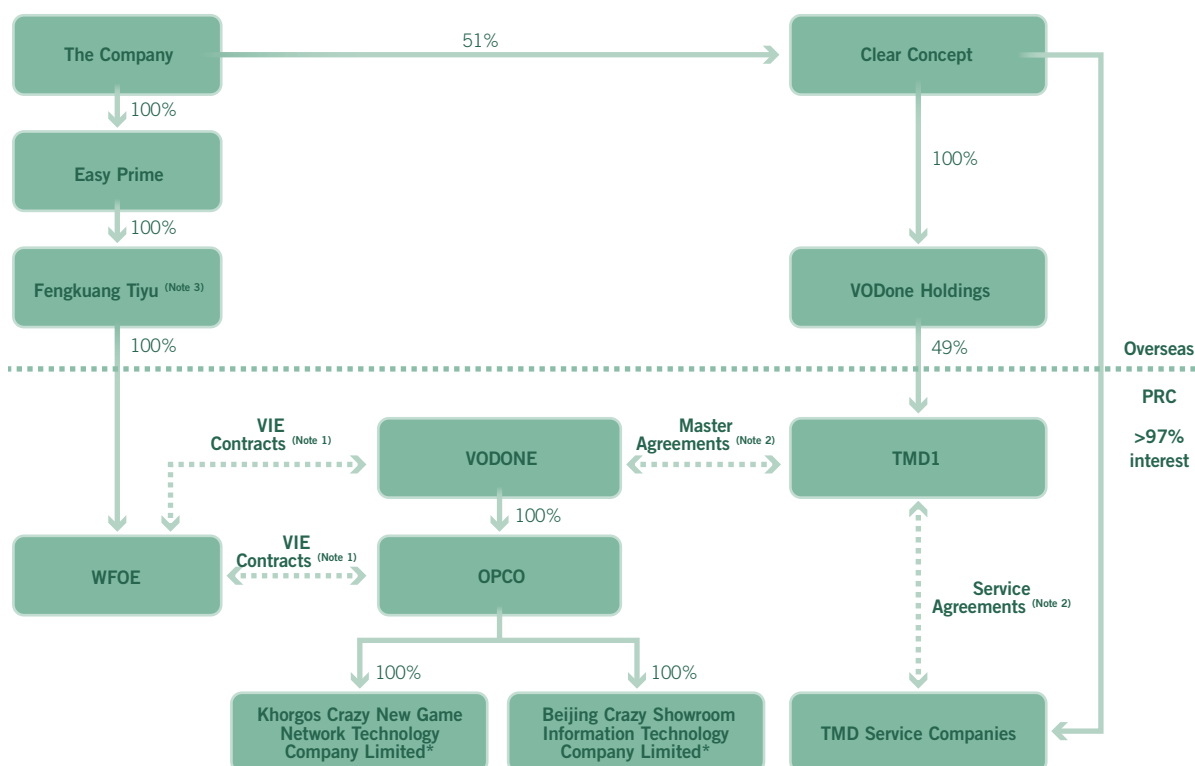 The Company
51%
Clear Concept
100%
Easy Prime
100%
100%
Fengkuang Tiyu (Note 3)
VODone Holdings
100%
49%
Overseas
PRC
>97%
interest
VIE
Contracts (Note 1)
VODONE
Master
Agreements (Note 2)
TMD1
100%
VIE
Contracts (Note 1)
WFOE
OPCO
Service
Agreements (Note 2)
100%
100%
Khorgos Crazy New Game
Network Technology
Company Limited*
Beijing Crazy Showroom
Information Technology
Company Limited*
TMD Service Companies